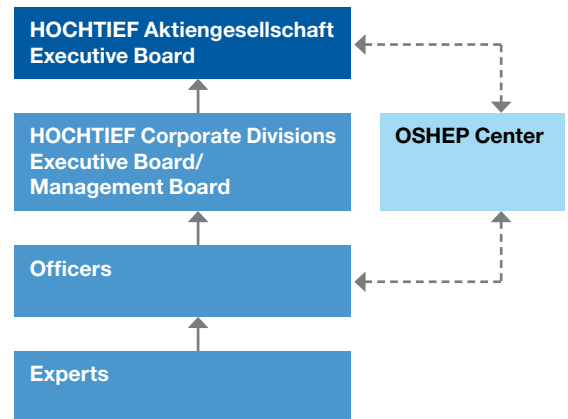 HOCHTIEF Aktiengesellschaft
Executive Board
HOCHTIEF Corporate Divisions
Executive Board/
Management Board
OSHEP Center
Officers
Experts